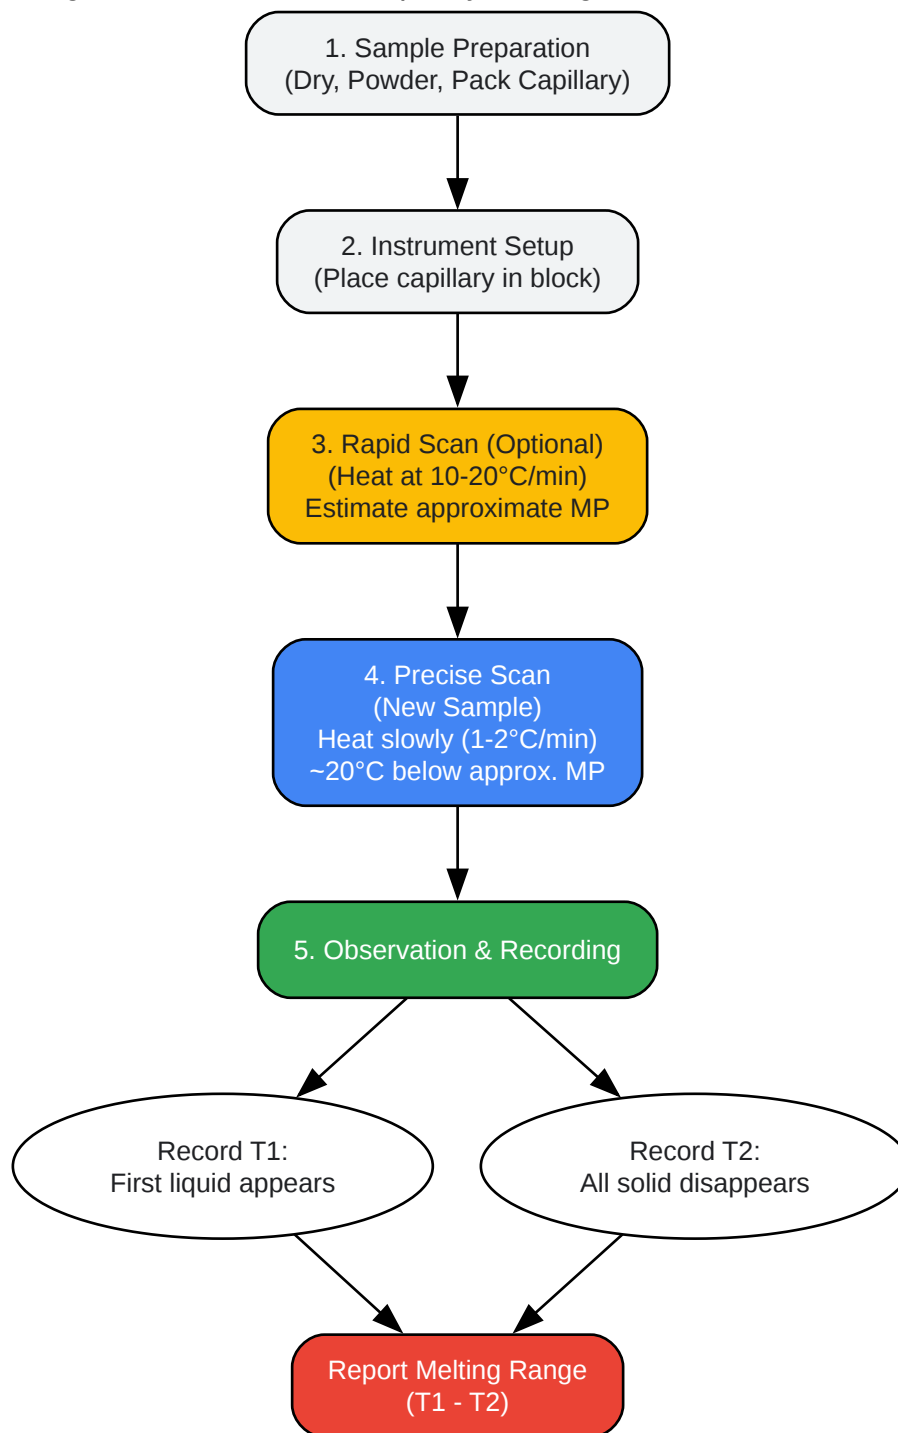 1. Sample Preparation
(Dry, Powder, Pack Capillary)
2. Instrument Setup
(Place capillary in block)
3. Rapid Scan (Optional)
(Heat at 10-20°C/min)
Estimate approximate MP
4. Precise Scan
(New Sample)
Heat slowly (1-2°C/min)
~20°C below approx. MP
5. Observation & Recording
Record T1:
First liquid appears
Record T2:
All solid disappears
Report Melting Range
(T1 - T2)